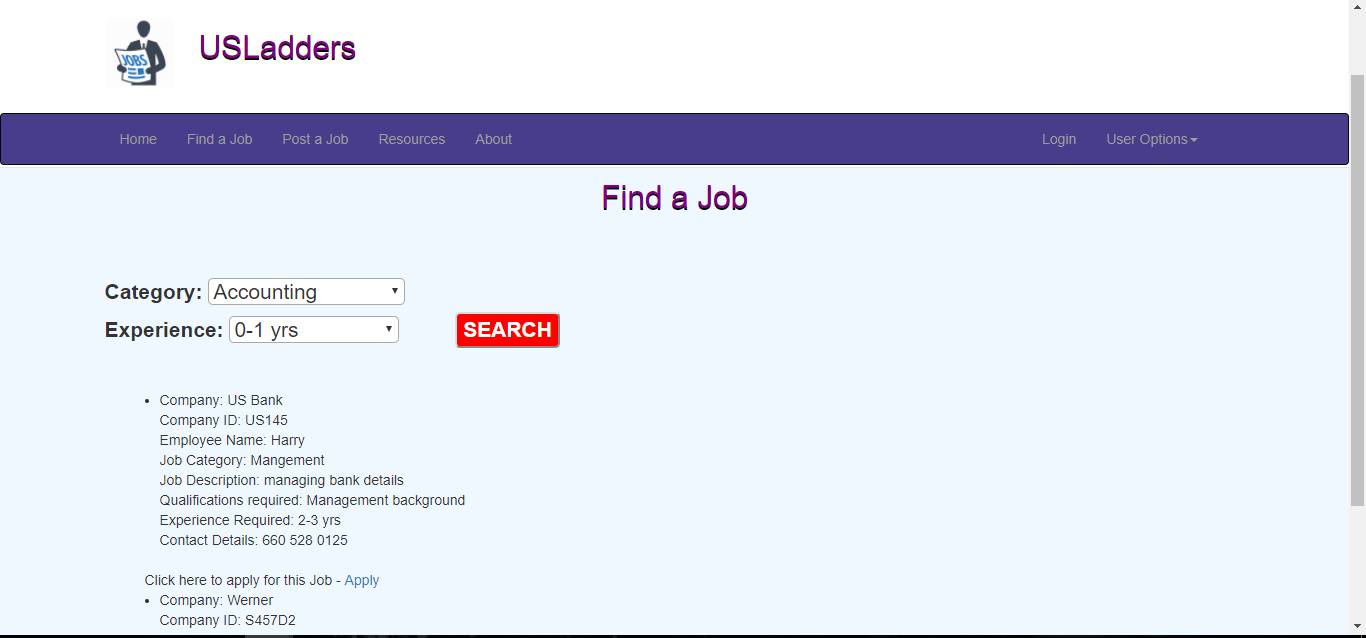 JOBS
USLadders
Home Find a Job Post a Job Resources About Login User Options
Find a Job
Category: Accounting
Experience: 0-1 yrs SEARCH
Company: US Bank
Company ID: US145
Employee Name: Harry
Job Category: Mangement
Job Description: managing bank details
Qualifications required: Management background
Experience Required: 2-3 yrs
Contact Details: 660 528 0125
Click here to apply for this Job - Apply
Company: Werner
Company ID: S457D2